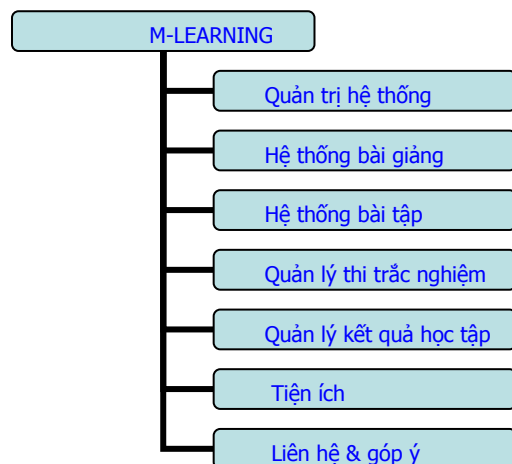 M-LEARNING
Quản trị hệ thống
Hệ thống bài giảng
Hệ thống bài tập
Quản lý thi trắc nghiệm
Quản lý kết quả học tập
Tiện ích
Liên hệ & góp ý